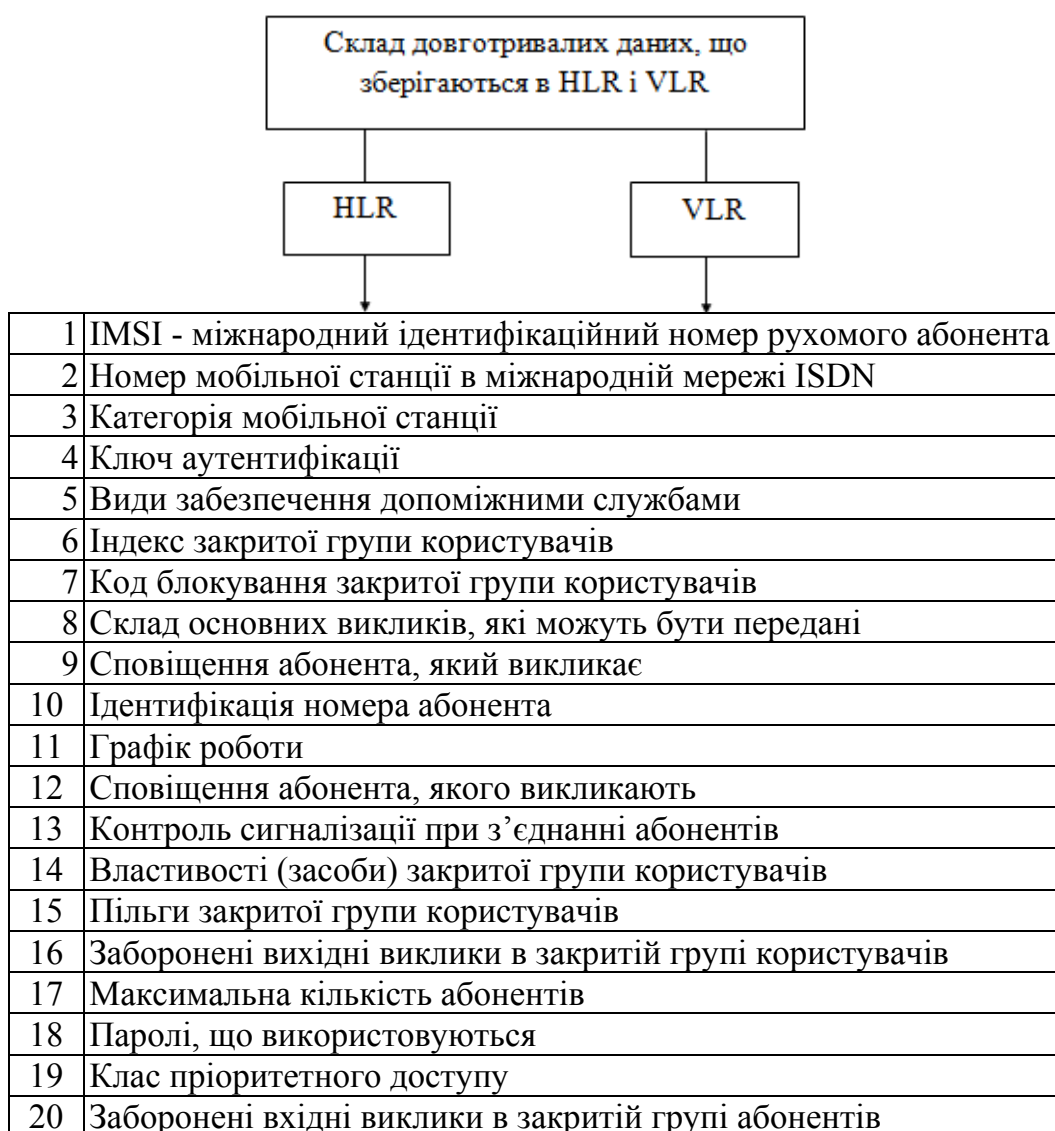 Склад довготривалих даних, що
зберігаються в HLR і VLR
HLR
VLR
1 IMSI - міжнародний ідентифікаційний номер рухомого абонента
2 Номер мобільної станції в міжнародній мережі ISDN
3 Категорія мобільної станції
4 Ключ аутентифікації
5 Види забезпечення допоміжними службами
6 Індекс закритої групи користувачів
7 Код блокування закритої групи користувачів
8 Склад основних викликів, які можуть бути передані
9 Сповіщення абонента, який викликає
10 Ідентифікація номера абонента
11 Графік роботи
12 Сповіщення абонента, якого викликають
13 Контроль сигналізації при з’єднанні абонентів
14 Властивості (засоби) закритої групи користувачів
15 Пільги закритої групи користувачів
16 Заборонені вихідні виклики в закритій групі користувачів
17 Максимальна кількість абонентів
18 Паролі, що використовуються
19 Клас пріоритетного доступу
20 Заборонені вхідні виклики в закритій групі абонентів